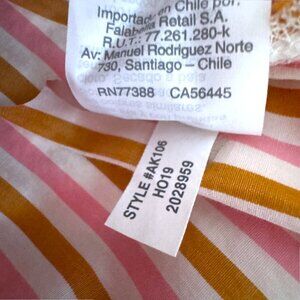 Importado en Chile por:
Falabella Retail S.A.
R.U.T: 77.261.280-k
Av: Manuel Rodriguez Norte
730, Santiago - Chile
RN77388 CA56445
STYLE #AK106
HO19
2028959